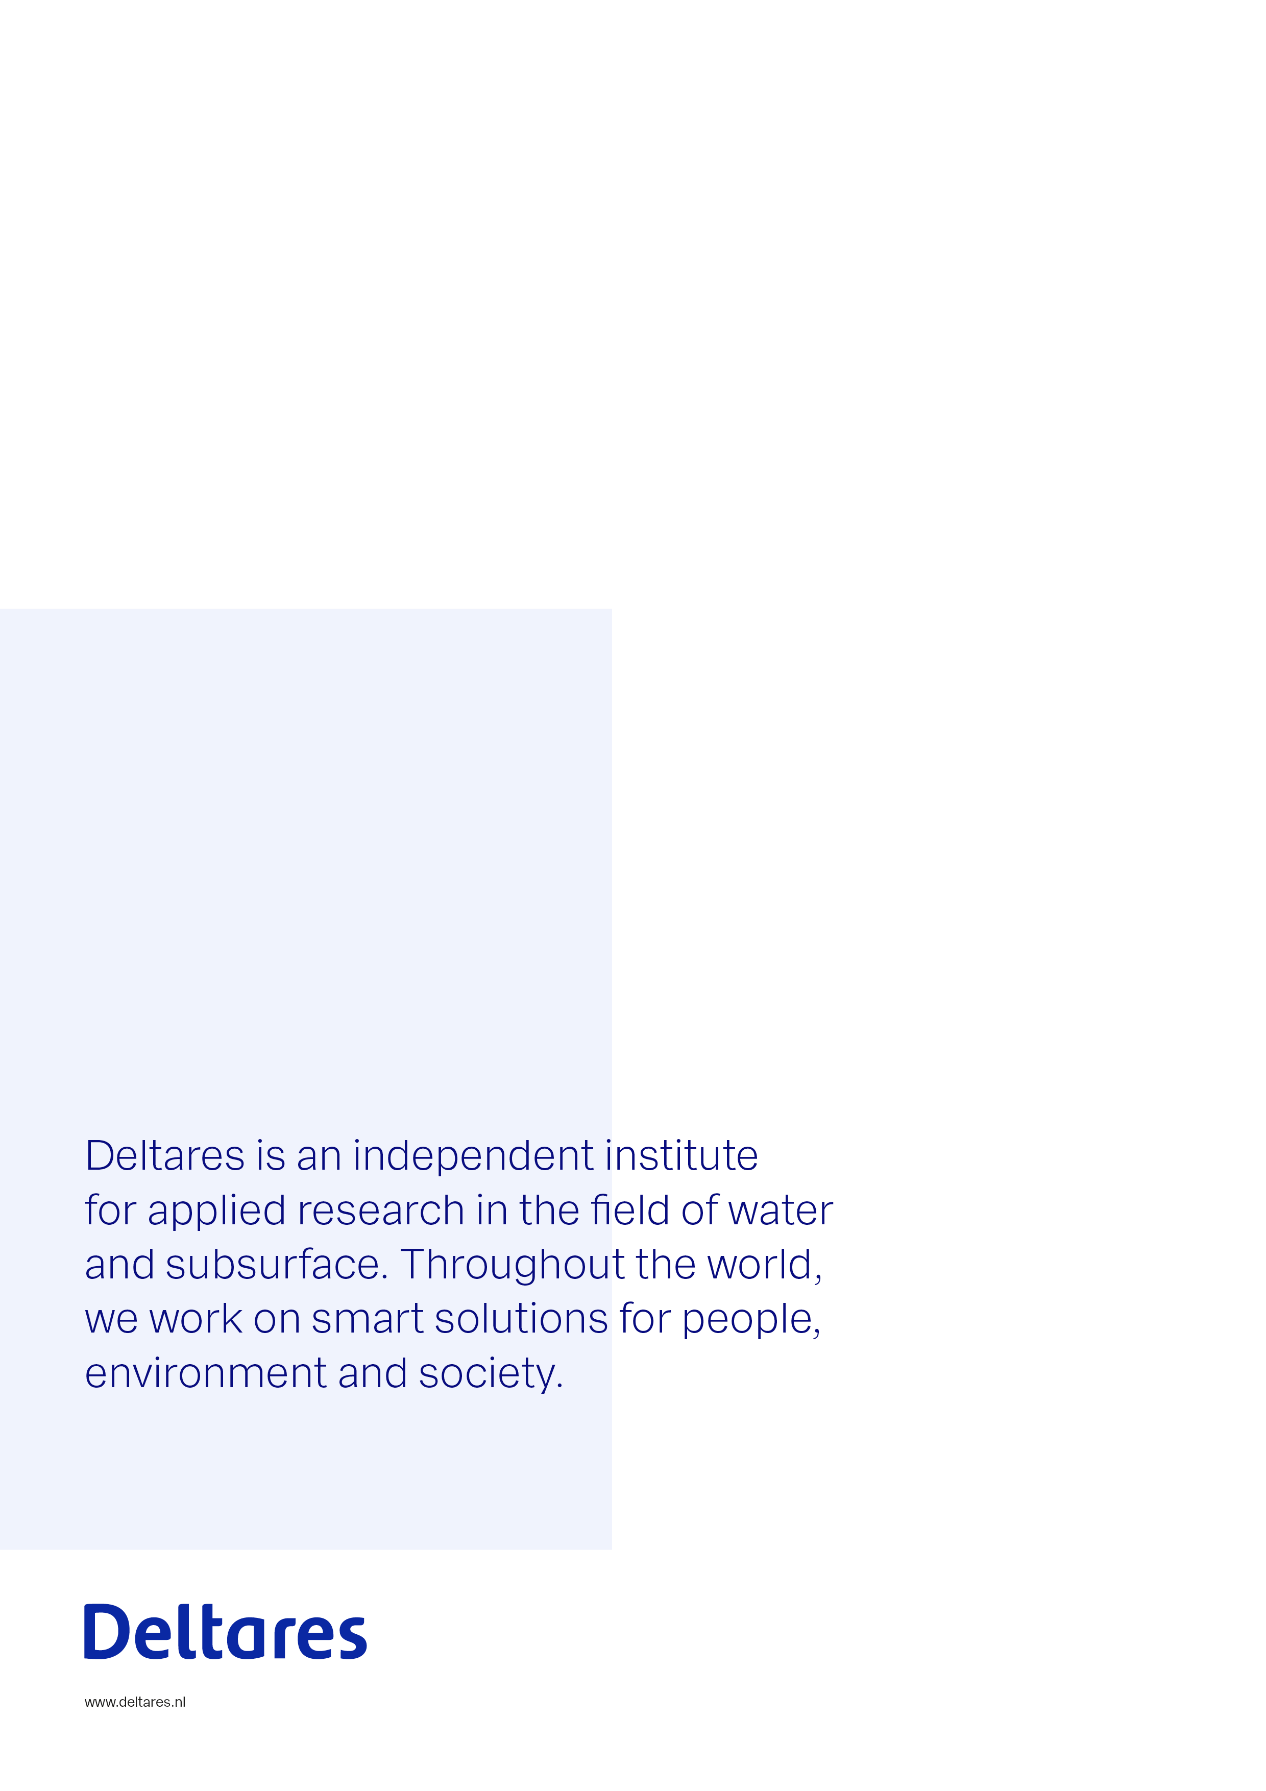 Deltares is an independent institute
for applied research in the field of water
and subsurface. Throughout the world,
we work on smart solutions for people,
environment and society.
Deltares
www.deltares.nl